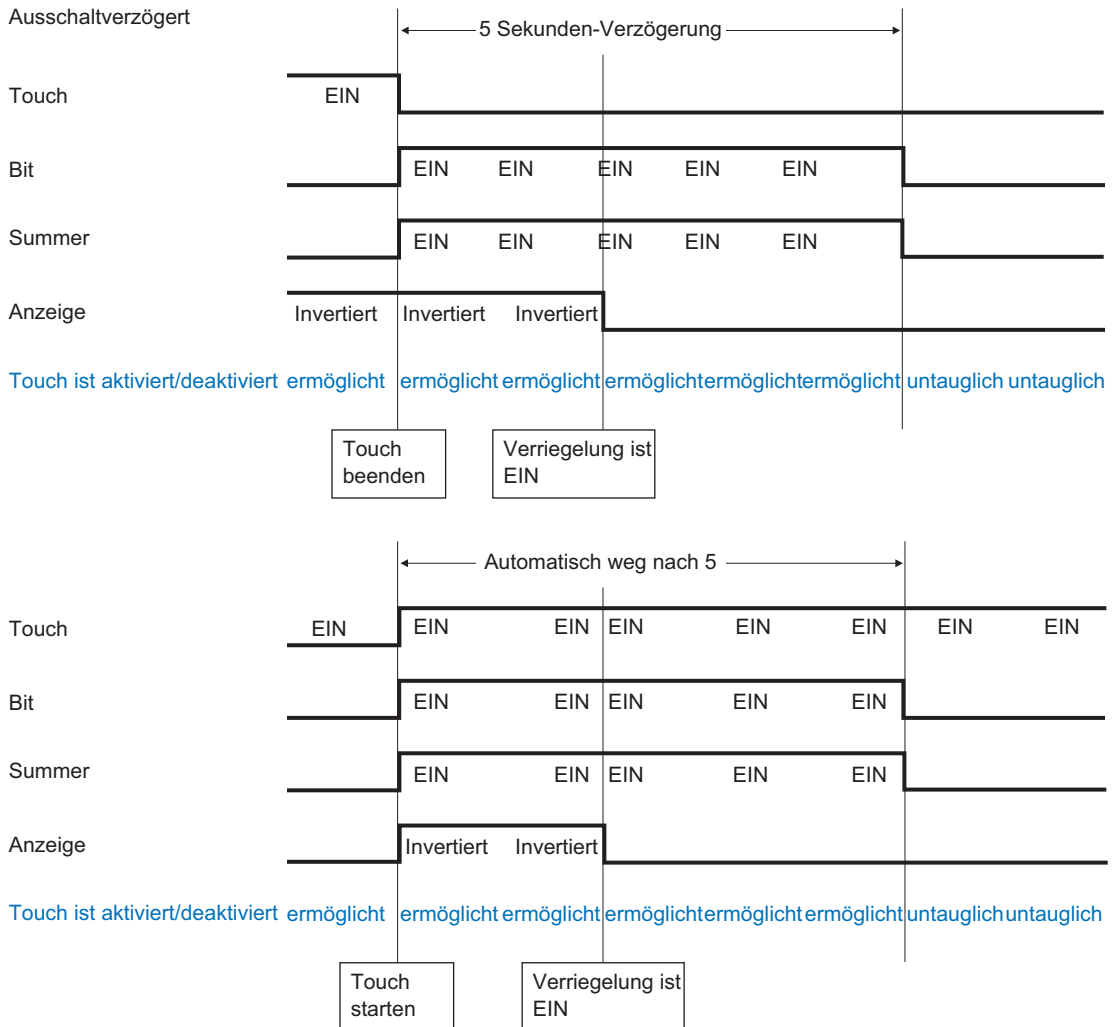 Ausschaltverzögert
5 Sekunden-Verzögerung
Touch EIN
Bit EIN EIN EIN EIN EIN
Summer EIN EIN EIN EIN EIN
Anzeige Invertiert Invertiert Invertiert
Touch ist aktiviert/deaktiviert ermöglicht ermöglicht ermöglicht ermöglicht ermöglicht ermöglicht untauglich untauglich
Touch
beenden
Verriegelung ist
EIN
Automatisch weg nach 5
Touch EIN EIN EIN EIN EIN EIN EIN EIN
Bit EIN EIN EIN EIN EIN
Summer EIN EIN EIN EIN EIN
Anzeige Invertiert Invertiert
Touch ist aktiviert/deaktiviert ermöglicht ermöglicht ermöglicht ermöglicht ermöglicht ermöglicht untauglich untauglich
Touch
starten
Verriegelung ist
EIN